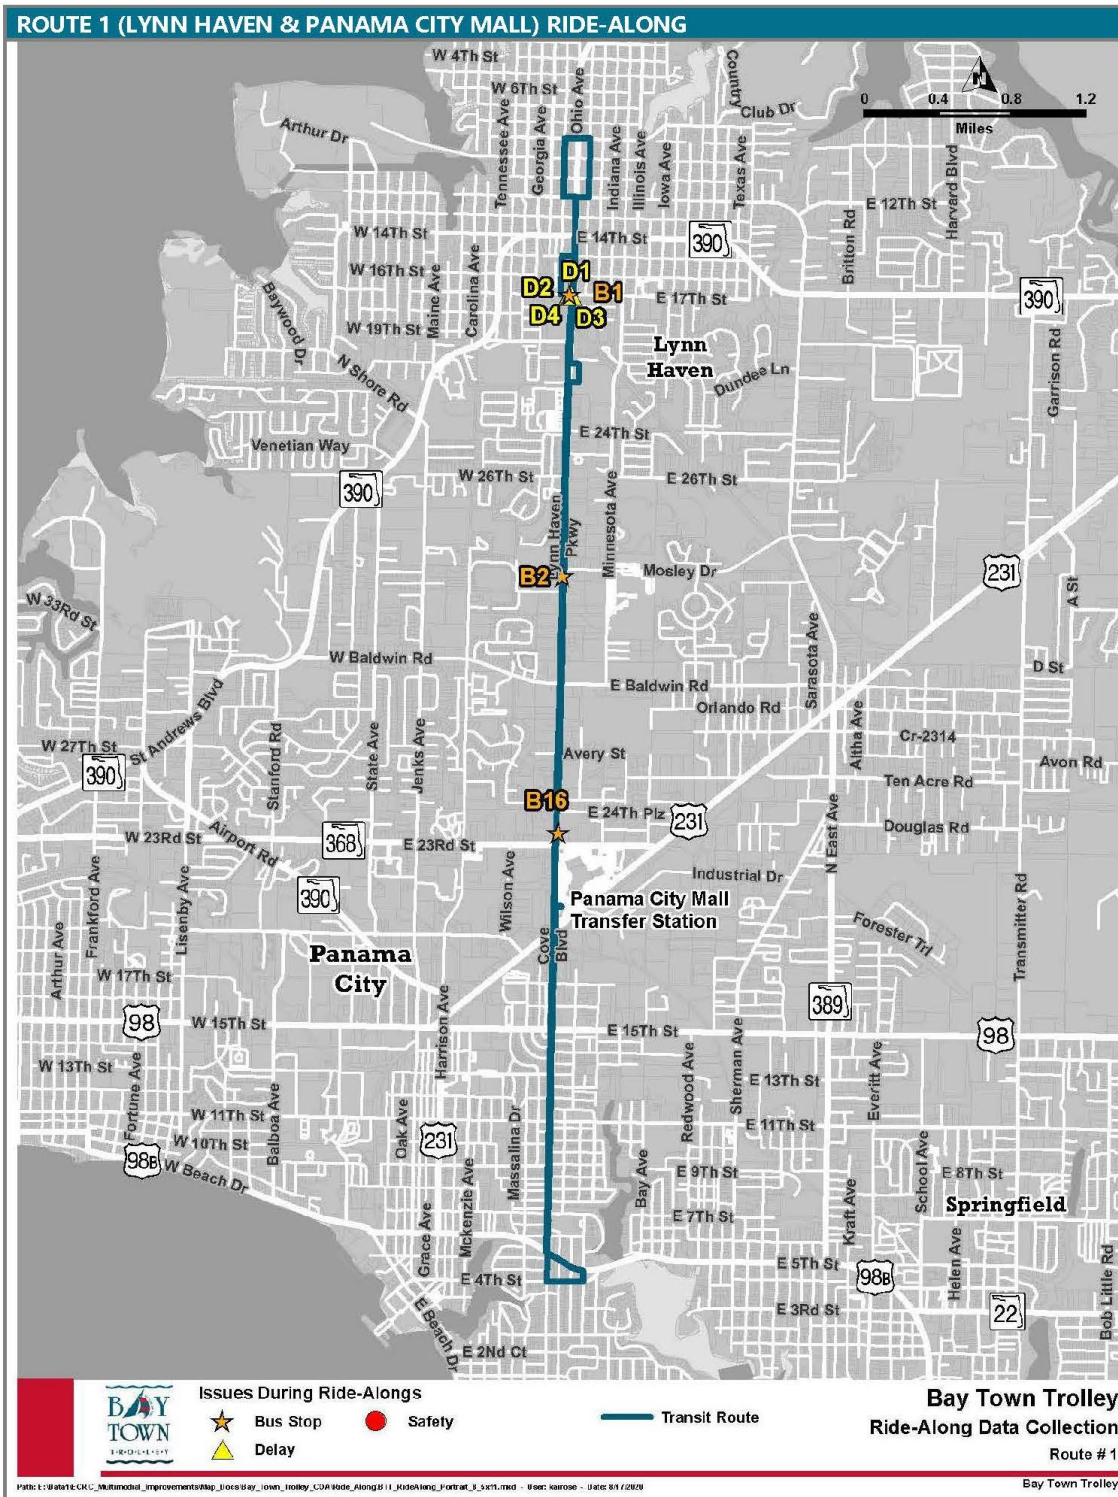 ROUTE 1 (LYNN HAVEN & PANAMA CITY MALL) RIDE-ALONG
W 4Th St
W 6Th St
Ohio Ave
Country
Club Dr
N
0 0.4 0.8 1.2
Miles
Arthur Dr
Tennessee Ave
Georgia Ave
Indiana Ave
Illinois Ave
Iowa Ave
Texas Ave
Harvard Blvd
E 12Th St
W 14Th St
E 14Th St
390
Britton Rd
W 16Th St
Maine Ave
Carolina Ave
D1
D2
B1
D4
D3
E 17Th St
390
Baywood Dr
W 19Th St
Lynn
Haven
Garrison Rd
N Shore Rd
Dundee Ln
Venetian Way
E 24Th St
390
W 26Th St
E 26Th St
Lynn Haven
Pkwy
Minnesota Ave
B2
Mosley Dr
231
A St
W 33Rd St
W Baldwin Rd
Sarasota Ave
D St
E Baldwin Rd
Orlando Rd
St Andrews Blvd
W 27Th St
Stanford Rd
State Ave
Jenks Ave
Altha Ave
Cr-2314
390
Avery St
Avon Rd
Ten Acre Rd
B16
E 24Th Plz
231
Douglas Rd
W 23Rd St
Airport Rd
368
E 23Rd St
N East Ave
Industrial Dr
390
Frankford Ave
Lisenby Ave
Wilson Ave
Panama City Mall
Transfer Station
Transmitter Rd
Arthur Ave
Forester Trl
Panama
City
Cove
Blvd
W 17Th St
389
98
W 15Th St
Harrison Ave
E 15Th St
98
W 13Th St
Fortune Ave
Redwood Ave
Sherman Ave
E 13Th St
Everitt Ave
W 11Th St
Balboa Ave
Oak Ave
231
Massalina Dr
E 11Th St
W 10Th St
98B
W Beach Dr
Mckenzie Ave
Bay Ave
E 9Th St
School Ave
E 8Th St
Grace Ave
E 7Th St
Kraft Ave
Springfield
E 4Th St
E 5Th St
98B
Helen Ave
E 3Rd St
22
Bob Little Rd
E Beach Dr
E 2Nd Ct
BAY
TOWN
TROLLEY
Issues During Ride-Alongs
Bus Stop
Safety
Delay
Transit Route
Bay Town Trolley
Ride-Along Data Collection
Route # 1
Bay Town Trolley